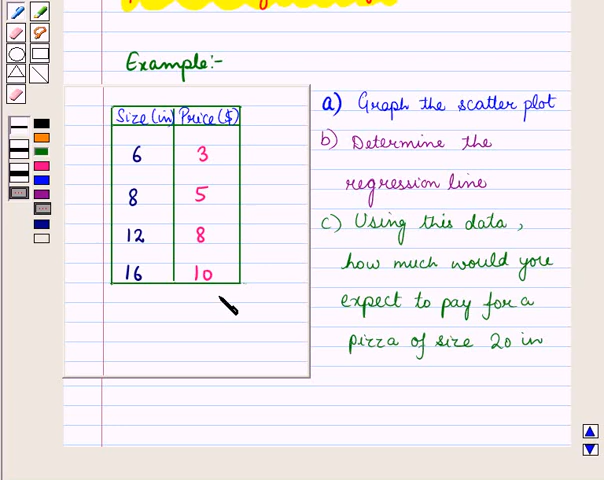 Example:-
Size(in) Price($)
6 3
8 5
12 8
16 10
a) Graph the scatter plot
b) Determine the
regression line
c) Using this data,
how much would you
expect to pay for a
pizza of size 20 in